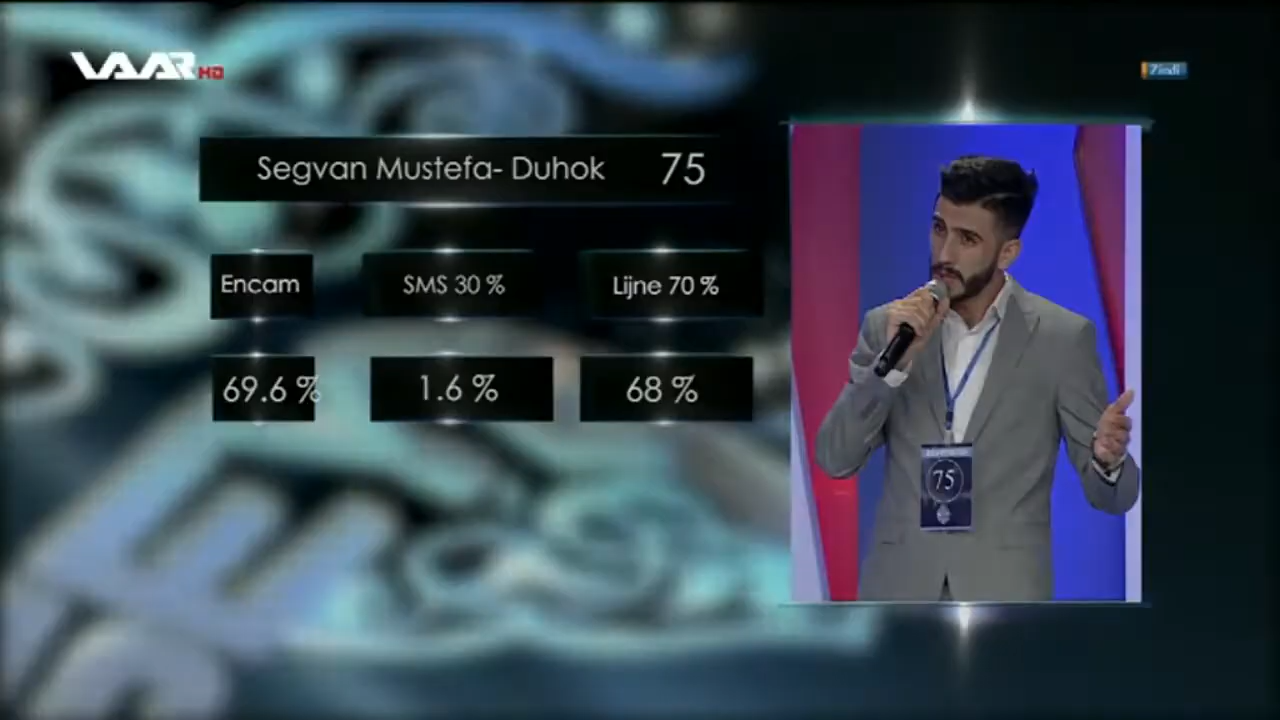 VAAR HD
Zindî
Segvan Mustefa- Duhok 75
Encam SMS 30 % Lijne 70 %
69.6 % 1.6 % 68 %
75